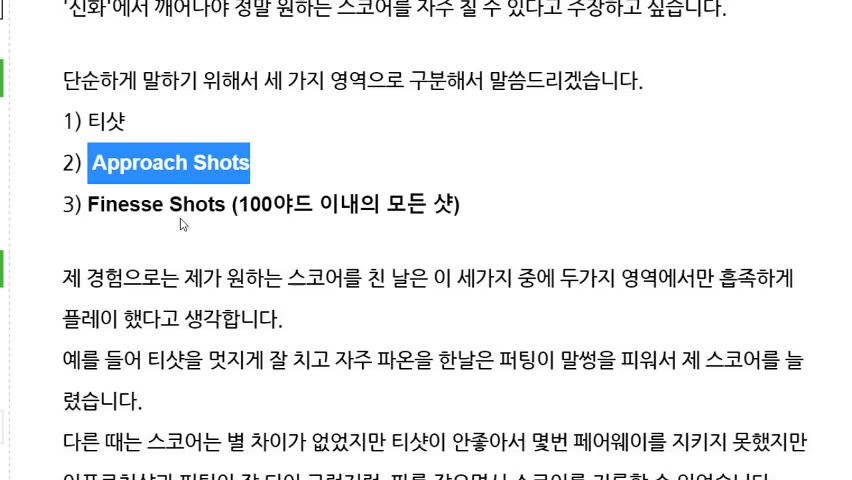 '신화'에서 깨어나야 정말 원하는 스코어를 자주 칠 수 있다고 주장하고 싶습니다.
단순하게 말하기 위해서 세 가지 영역으로 구분해서 말씀드리겠습니다.
1) 티샷
2) Approach Shots
3) Finesse Shots (100야드 이내의 모든 샷)
제 경험으로는 제가 원하는 스코어를 친 날은 이 세가지 중에 두가지 영역에서만 흡족하게
플레이 했다고 생각합니다.
예를 들어 티샷을 멋지게 잘 치고 자주 파온을 한날은 퍼팅이 말썽을 피워서 제 스코어를 늘
렸습니다.
다른 때는 스코어는 별 차이가 없었지만 티샷이 안좋아서 몇번 페어웨이를 지키지 못했지만